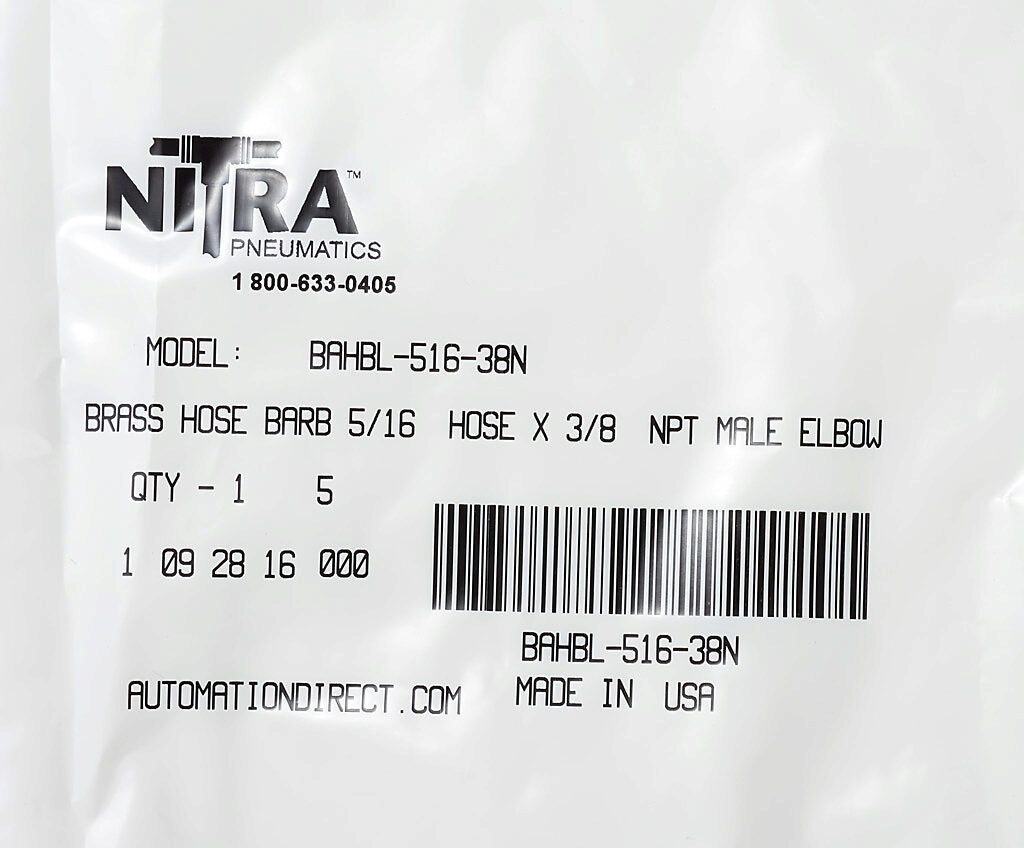 NITRA™
PNEUMATICS
1 800-633-0405
MODEL: BAHBL-516-38N
BRASS HOSE BARB 5/16 HOSE X 3/8 NPT MALE ELBOW
QTY - 1 5
1 09 28 16 000
BAHBL-516-38N
AUTOMATIONDIRECT.COM MADE IN USA